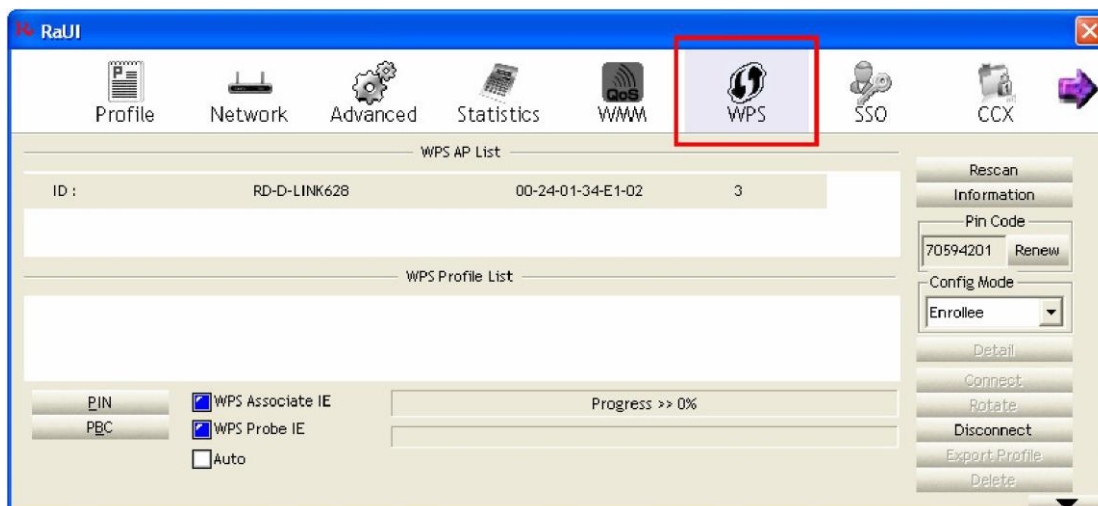 RaUI
Profile Network Advanced Statistics WMM WPS SSO CCX
QoS
WPS AP List
ID : RD-D-LINK628 00-24-01-34-E1-02 3
Rescan
Information
Pin Code
70594201 Renew
WPS Profile List
Config Mode
Enrollee
Detail
Connect
PIN WPS Associate IE Progress >> 0% Rotate
PBC WPS Probe IE Disconnect
Auto Export Profile
Delete